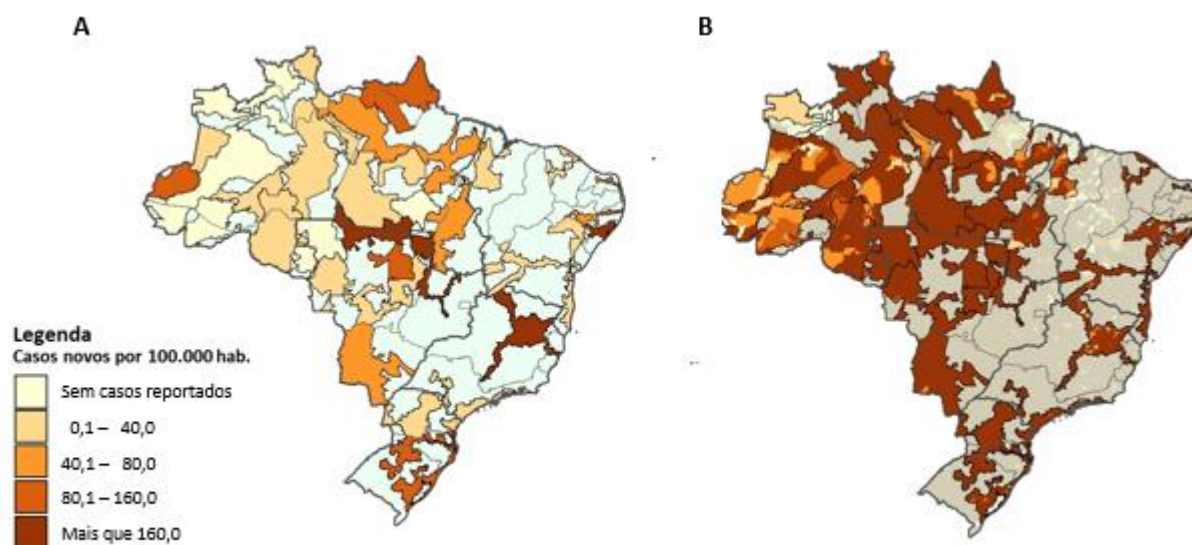 A
B
Legenda
Casos novos por 100.000 hab.
Sem casos reportados
0,1 – 40,0
40,1 – 80,0
80,1 – 160,0
Mais que 160,0